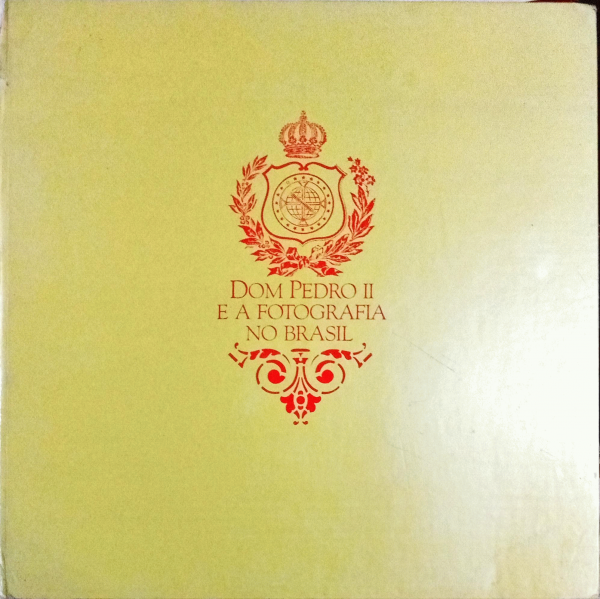 DOM PEDRO II
E A FOTOGRAFIA
NO BRASIL